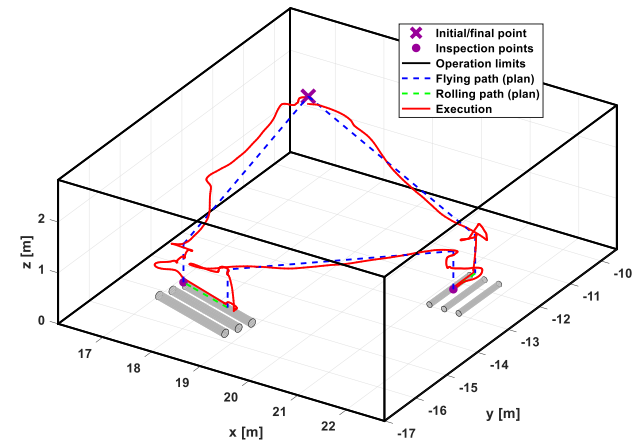 Initial/final point
Inspection points
Operation limits
Flying path (plan)
Rolling path (plan)
Execution
2
1
0
z [m]
17
18
19
20
21
22
x [m]
-10
-11
-12
-13
-14
-15
-16
-17
y [m]